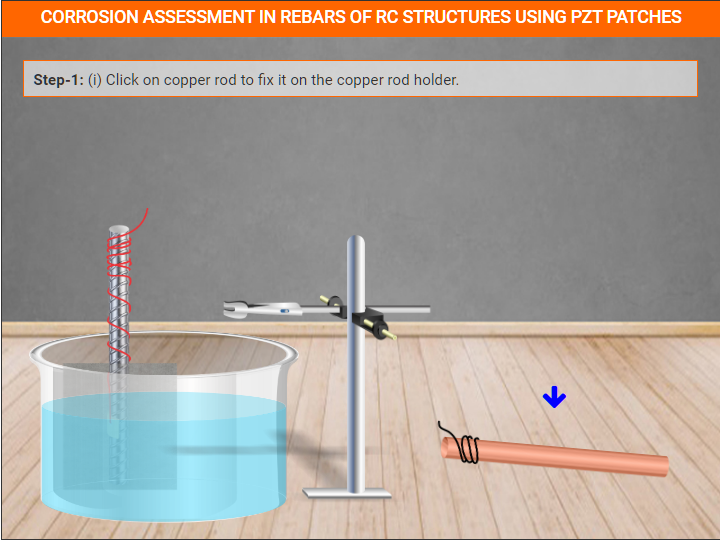 CORROSION ASSESSMENT IN REBARS OF RC STRUCTURES USING PZT PATCHES
Step-1: (i) Click on copper rod to fix it on the copper rod holder.